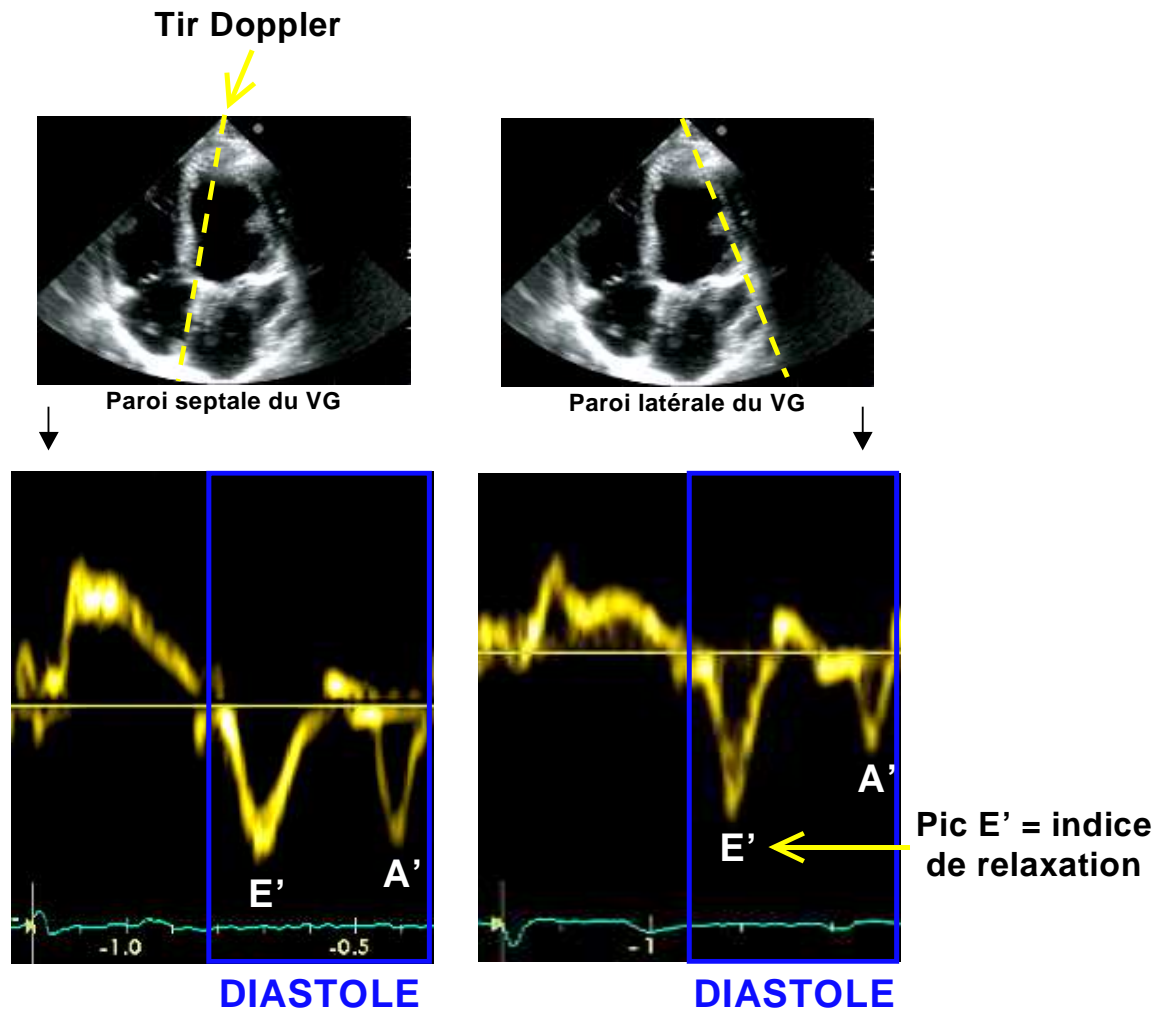 Tir Doppler
Paroi septale du VG
Paroi latérale du VG
E’
A’
E’
A’
Pic E’ = indice
de relaxation
-1.0
-0.5
-1
DIASTOLE
DIASTOLE